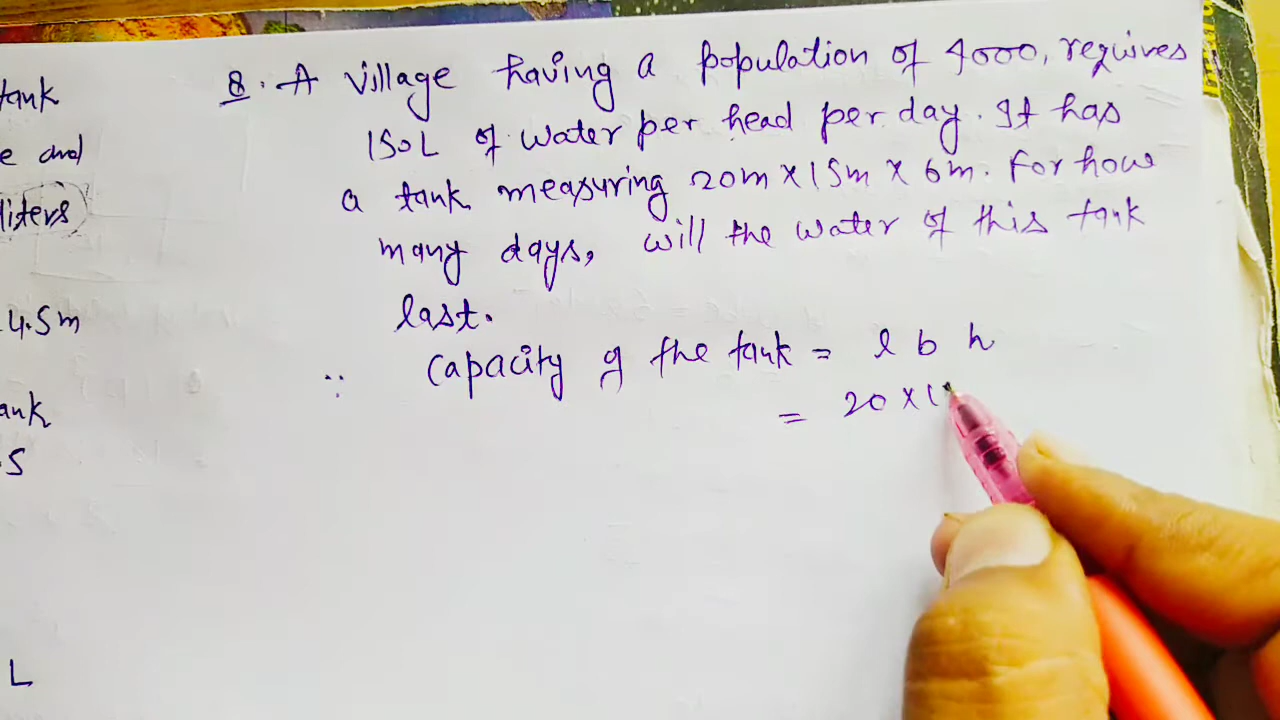 tank
e and
liters
4.5m
ank
s
L
Q. A village having a population of 4000, requires
150L of water per head per day. It has
a tank measuring 20m × 15m × 6m. For how
many days, will the water of this tank
last.
∵ Capacity of the tank = l b h
= 20 × 1